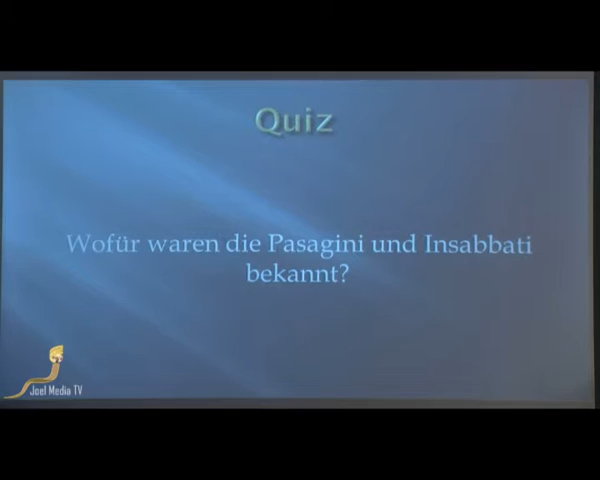 Quiz
Wofür waren die Pasagini und Insabbati
bekannt?
Joel Media TV